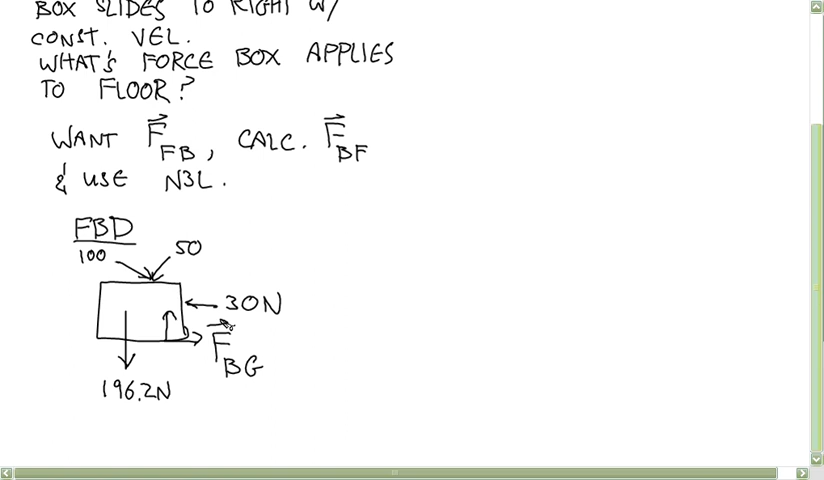 BOX SLIDES TO RIGHT W/
CONST. VEL.
WHAT'S FORCE BOX APPLIES
TO FLOOR?
WANT F FB, CALC. F BF
& USE N3L.
FBD
100
50
30N
F BG
196.2N